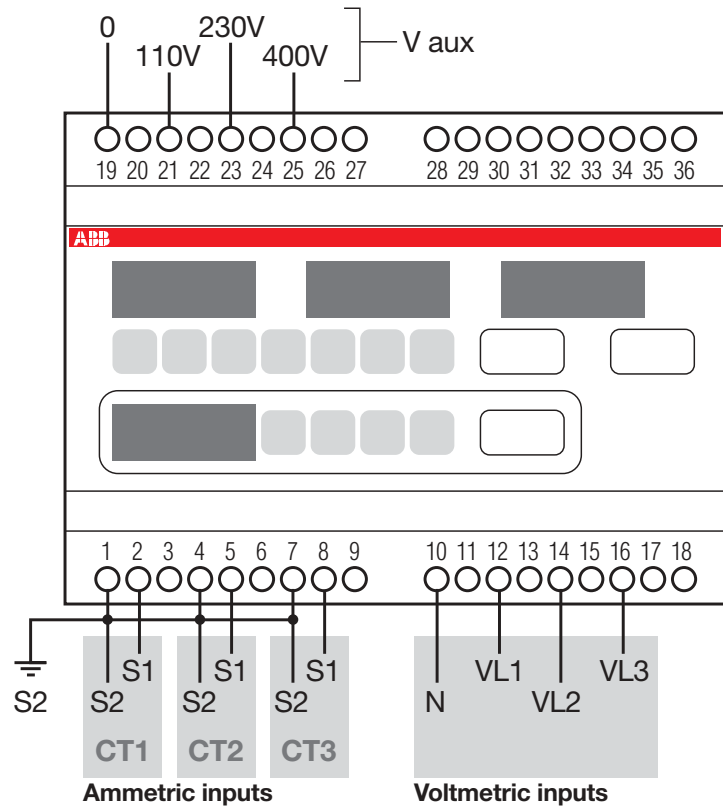 0 230V
110V 400V V aux
19 20 21 22 23 24 25 26 27 28 29 30 31 32 33 34 35 36
ABB
1 2 3 4 5 6 7 8 9 10 11 12 13 14 15 16 17 18
S1 S1 S1 VL1 VL3
S2 S2 S2 S2 N VL2
CT1 CT2 CT3
Ammetric inputs Voltmetric inputs